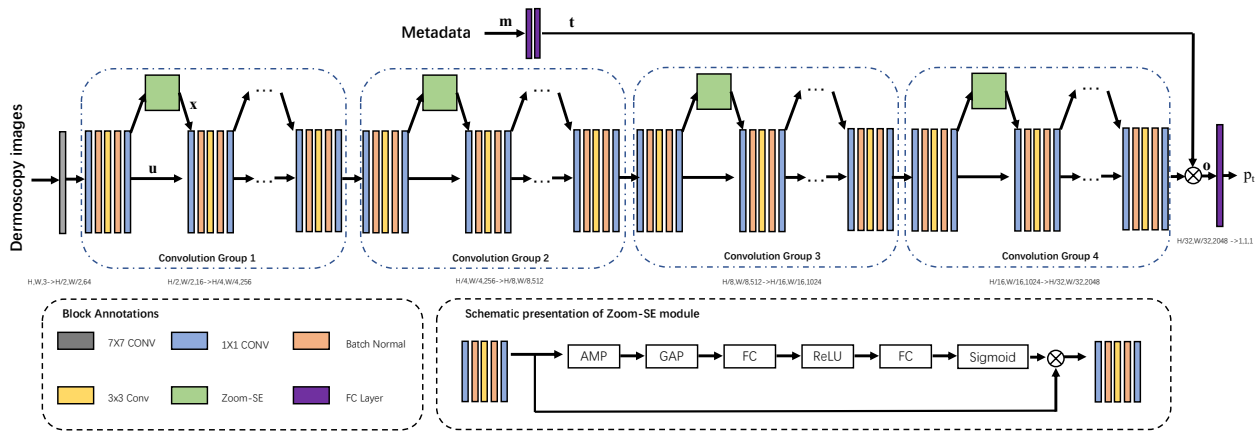 Metadata
m
t
Dermoscopy images
x
u
...
...
...
...
...
...
...
...
o
p_t
Convolution Group 1
Convolution Group 2
Convolution Group 3
Convolution Group 4
H/32,W/32,2048 ->1,1,1
H,W,3->H/2,W/2,64
H/2,W/2,16->H/4,W/4,256
H/4,W/4,256->H/8,W/8,512
H/8,W/8,512->H/16,W/16,1024
H/16,W/16,1024->H/32,W/32,2048
Block Annotations
7X7 CONV
1X1 CONV
Batch Normal
3x3 Conv
Zoom-SE
FC Layer
Schematic presentation of Zoom-SE module
AMP
GAP
FC
ReLU
FC
Sigmoid